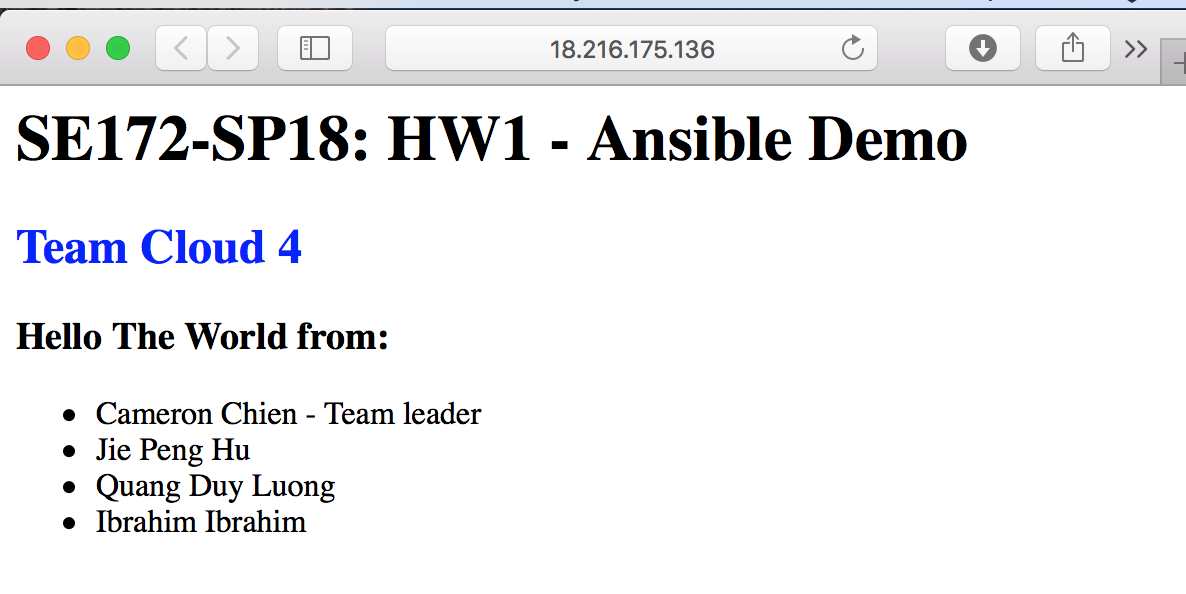 18.216.175.136
SE172-SP18: HW1 - Ansible Demo
Team Cloud 4
Hello The World from:
Cameron Chien - Team leader
Jie Peng Hu
Quang Duy Luong
Ibrahim Ibrahim